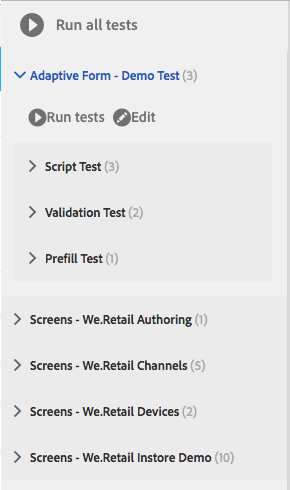 Run all tests
Adaptive Form - Demo Test (3)
Run tests Edit
Script Test (3)
Validation Test (2)
Prefill Test (1)
Screens - We.Retail Authoring (1)
Screens - We.Retail Channels (5)
Screens - We.Retail Devices (2)
Screens - We.Retail Instore Demo (10)